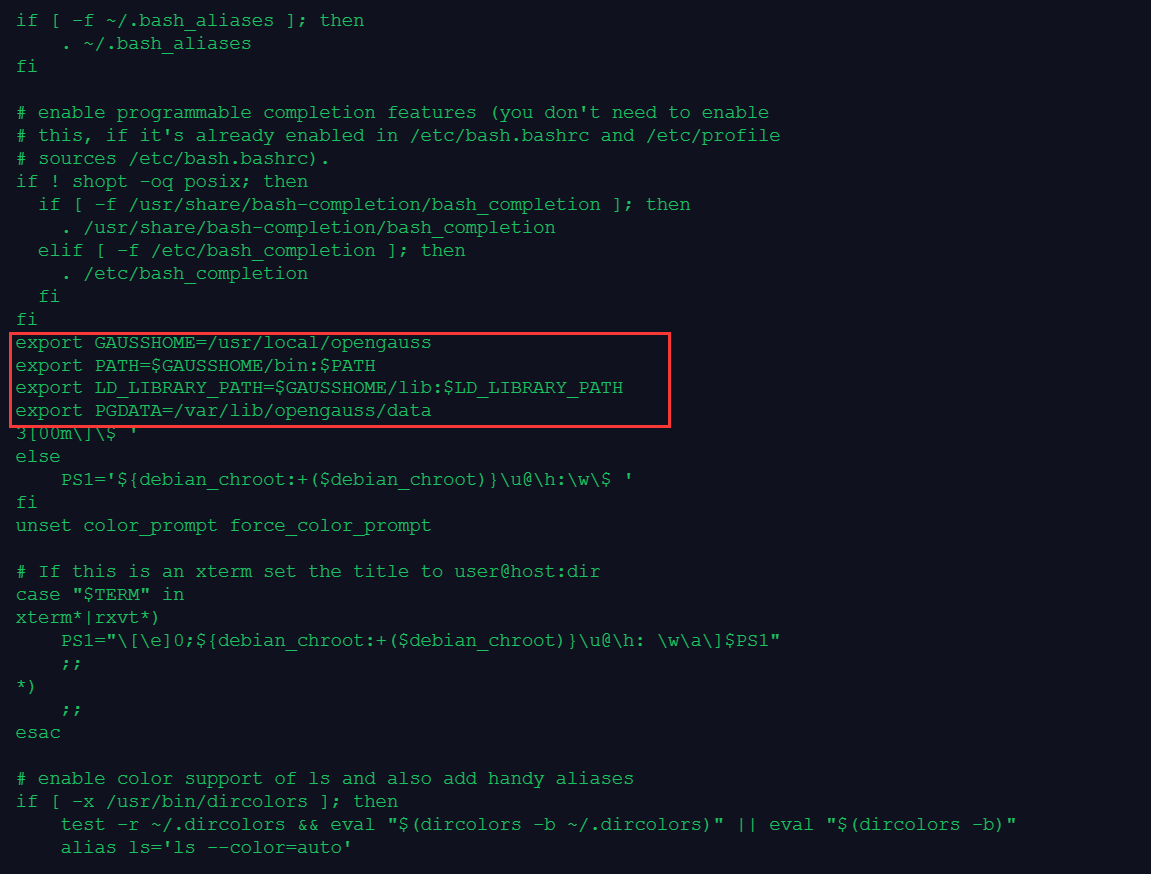 if [ -f ~/.bash_aliases ]; then
    . ~/.bash_aliases
fi

# enable programmable completion features (you don't need to enable
# this, if it's already enabled in /etc/bash.bashrc and /etc/profile
# sources /etc/bash.bashrc).
if ! shopt -oq posix; then
  if [ -f /usr/share/bash-completion/bash_completion ]; then
    . /usr/share/bash-completion/bash_completion
  elif [ -f /etc/bash_completion ]; then
    . /etc/bash_completion
  fi
fi
export GAUSSHOME=/usr/local/opengauss
export PATH=$GAUSSHOME/bin:$PATH
export LD_LIBRARY_PATH=$GAUSSHOME/lib:$LD_LIBRARY_PATH
export PGDATA=/var/lib/opengauss/data
3[00m\]\$ '
else
    PS1='${debian_chroot:+($debian_chroot)}\u@\h:\w\$ '
fi
unset color_prompt force_color_prompt

# If this is an xterm set the title to user@host:dir
case "$TERM" in
xterm*|rxvt*)
    PS1="\[\e]0;${debian_chroot:+($debian_chroot)}\u@\h: \w\a\]$PS1"
    ;;
*)
    ;;
esac

# enable color support of ls and also add handy aliases
if [ -x /usr/bin/dircolors ]; then
    test -r ~/.dircolors && eval "$(dircolors -b ~/.dircolors)" || eval "$(dircolors -b)"
    alias ls='ls --color=auto'